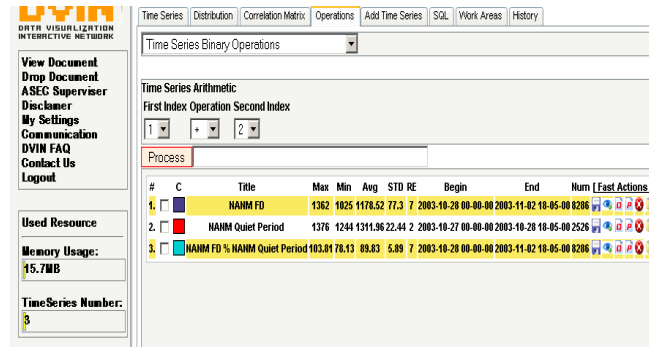 DVIN
DATA VISUALIZATION
INTERACTIVE NETWORK
View Document
Drop Document
ASEC Superviser
Disclamer
My Settings
Communication
DVIN FAQ
Contact Us
Logout
Used Resource
Memory Usage:
15.7MB
TimeSeries Number:
3
Time Series Distribution Correlation Matrix Operations Add Time Series SQL Work Areas History
Time Series Binary Operations
Time Series Arithmetic
First Index Operation Second Index
1 + 2
Process
# C Title Max Min Avg STD RE Begin End Num [ Fast Actions
1. NANM FD 1362 1025 1178.52 77.3 7 2003-10-28 00-00-00 2003-11-02 18-05-00 8286
2. NANM Quiet Period 1376 1244 1311.96 22.44 2 2003-10-27 00-00-00 2003-10-28 18-05-00 2526
3. NANM FD % NANM Quiet Period 103.81 78.13 89.83 5.89 7 2003-10-28 00-00-00 2003-11-02 18-05-00 8286